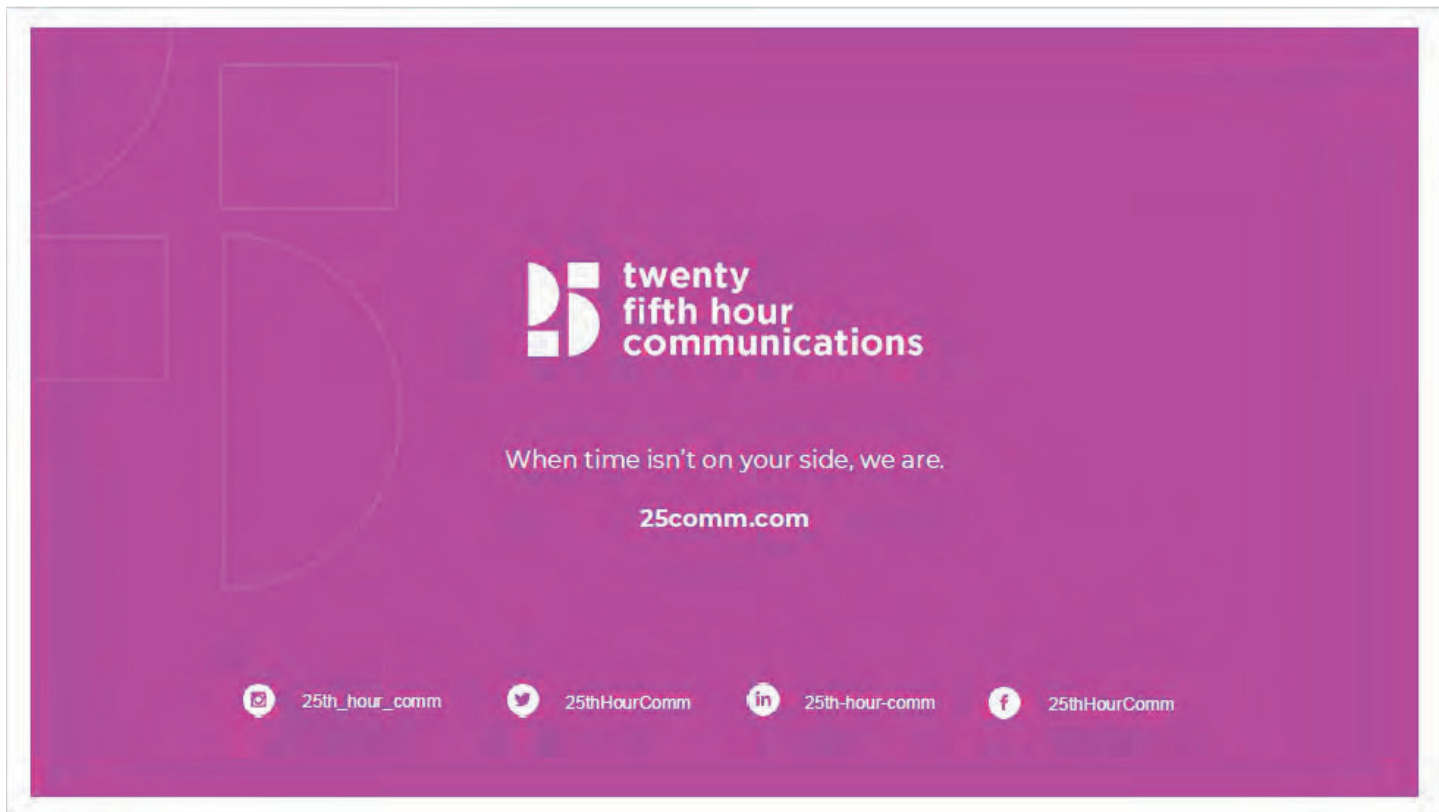 twenty
fifth hour
communications
When time isn't on your side, we are.
25comm.com
25th_hour_comm
25thHourComm
25th-hour-comm
25thHourComm